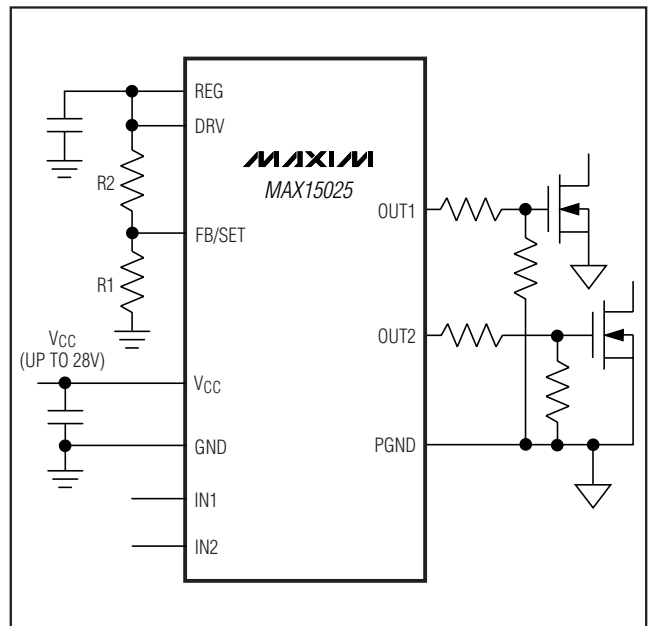 REG
DRV
R2
MAXIM
MAX15025
OUT1
FB/SET
R1
VCC
(UP TO 28V)
OUT2
VCC
GND
PGND
IN1
IN2